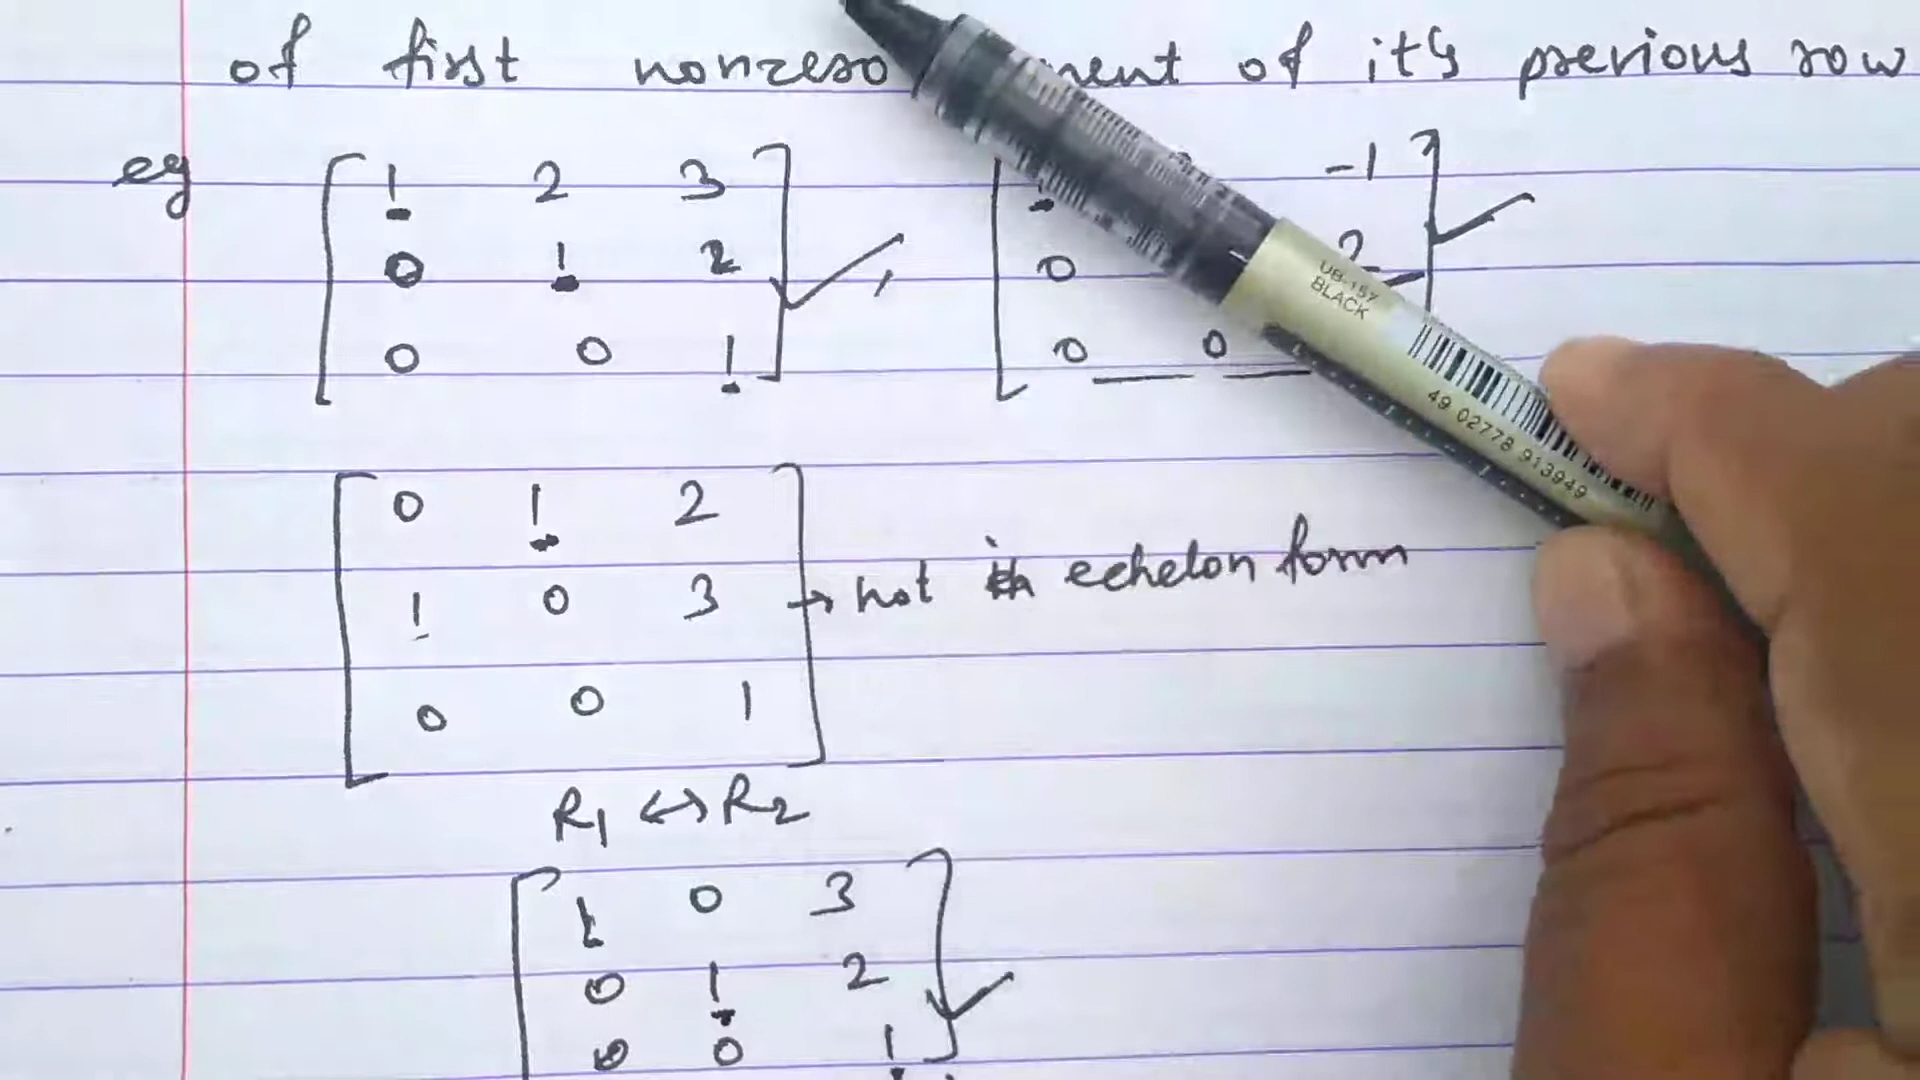 of first nonzero ment of it's previous row
eg
1 2 3
0 1 2
0 0 1
-1
0 2
0 0
UB-157
BLACK
49 02778 913949
0 1 2
1 0 3
0 0 1
→ not in echelon form
R1 ↔ R2
1 0 3
0 1 2
0 0 1